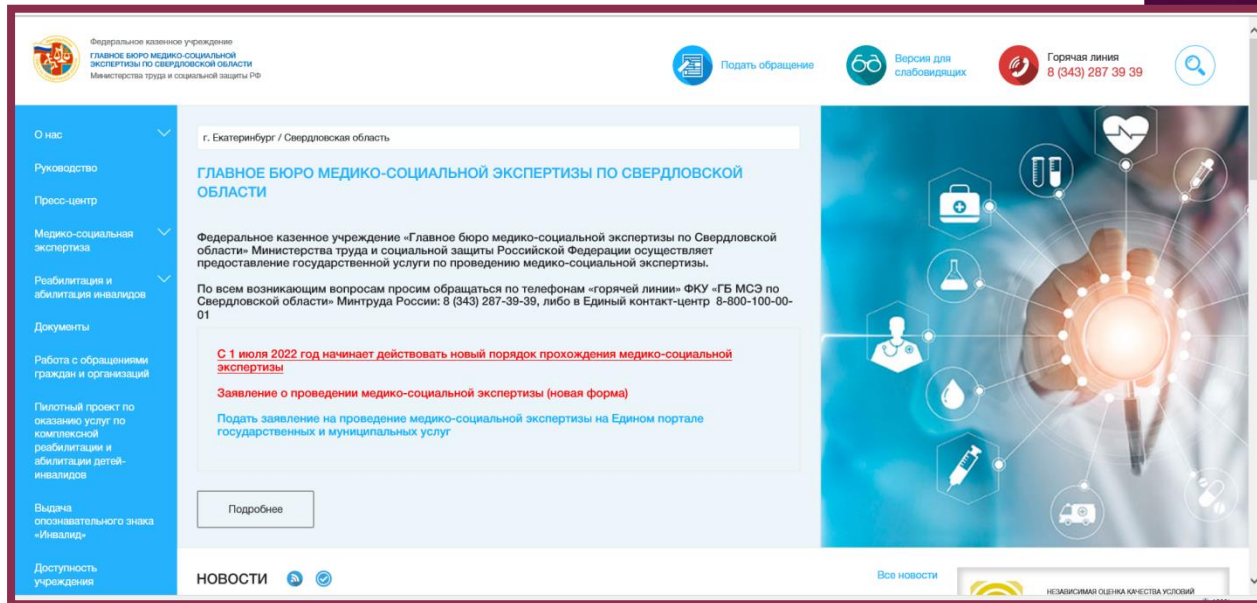 Федеральное казенное учреждение
ГЛАВНОЕ БЮРО МЕДИКО-СОЦИАЛЬНОЙ
ЭКСПЕРТИЗЫ ПО СВЕРДЛОВСКОЙ ОБЛАСТИ
Министерства труда и социальной защиты РФ
Подать обращение
Версия для
слабовидящих
Горячая линия
8 (343) 287 39 39
О нас
Руководство
Пресс-центр
Медико-социальная
экспертиза
Реабилитация и
абилитация инвалидов
Документы
Работа с обращениями
граждан и организаций
Пилотный проект по
оказанию услуг по
комплексной
реабилитации и
абилитации детей-
инвалидов
Выдача
опознавательного знака
«Инвалид»
Доступность
учреждения
г. Екатеринбург / Свердловская область
ГЛАВНОЕ БЮРО МЕДИКО-СОЦИАЛЬНОЙ ЭКСПЕРТИЗЫ ПО СВЕРДЛОВСКОЙ
ОБЛАСТИ
Федеральное казенное учреждение «Главное бюро медико-социальной экспертизы по Свердловской
области» Министерства труда и социальной защиты Российской Федерации осуществляет
предоставление государственной услуги по проведению медико-социальной экспертизы.
По всем возникающим вопросам просим обращаться по телефонам «горячей линии» ФКУ «ГБ МСЭ по
Свердловской области» Минтруда России: 8 (343) 287-39-39, либо в Единый контакт-центр 8-800-100-00-
01
С 1 июля 2022 год начинает действовать новый порядок прохождения медико-социальной
экспертизы
Заявление о проведении медико-социальной экспертизы (новая форма)
Подать заявление на проведение медико-социальной экспертизы на Едином портале
государственных и муниципальных услуг
Подробнее
НОВОСТИ
Все новости
НЕЗАВИСИМАЯ ОЦЕНКА КАЧЕСТВА УСЛОВИЙ